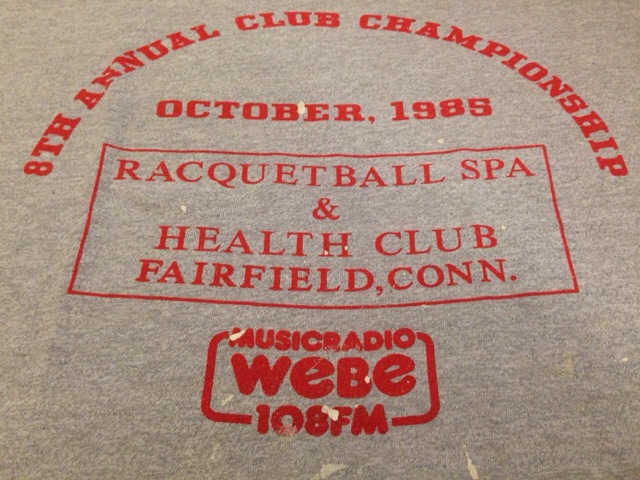 8TH ANNUAL CLUB CHAMPIONSHIP
OCTOBER, 1985
RACQUETBALL SPA
&
HEALTH CLUB
FAIRFIELD, CONN.
MUSICRADIO
WeBe
108FM